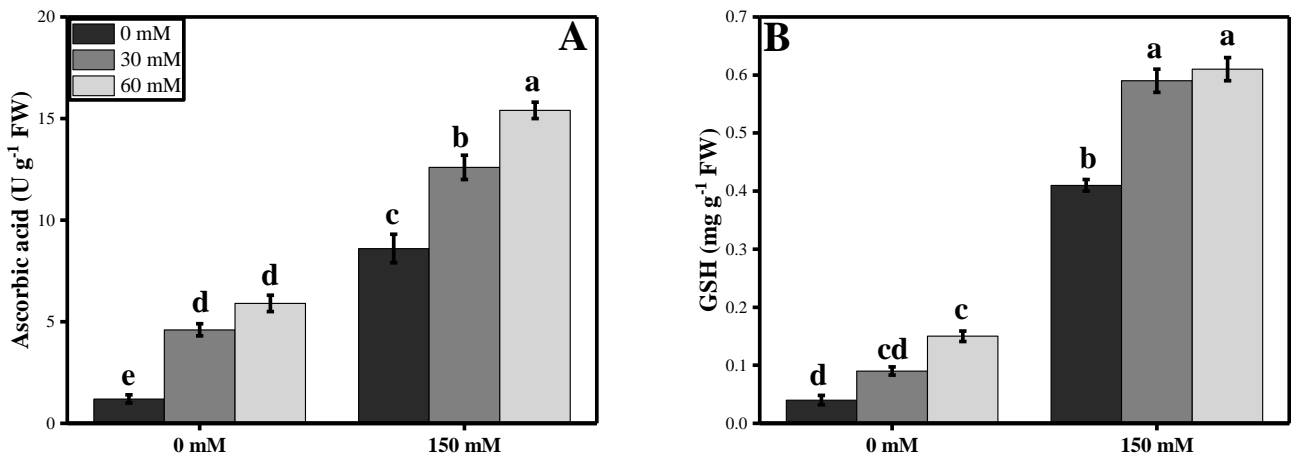 A
0 mM
30 mM
60 mM
Ascorbic acid (U g⁻¹ FW)
20
15
10
5
0
e
d
d
c
b
a
0 mM
150 mM
B
GSH (mg g⁻¹ FW)
0.7
0.6
0.5
0.4
0.3
0.2
0.1
0.0
d
cd
c
b
a
a
0 mM
150 mM